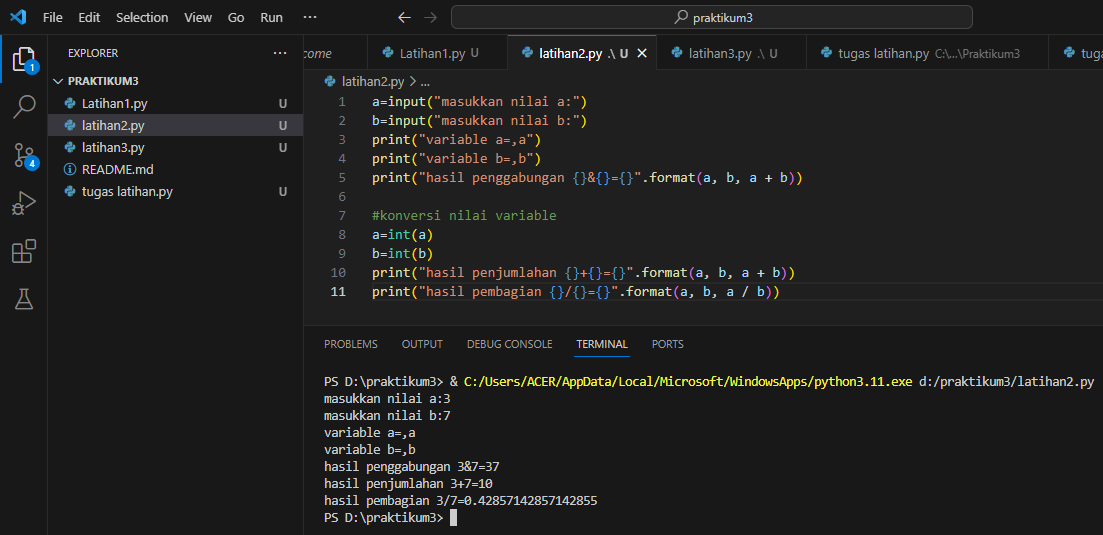 File Edit Selection View Go Run ··· ← → praktikum3
EXPLORER ···
PRAKTIKUM3
Latihan1.py U
latihan2.py U
latihan3.py U
README.md
tugas latihan.py U
1
4
come Latihan1.py U latihan2.py .\ U × latihan3.py .\ U tugas latihan.py C:\...\Praktikum3 tuga
latihan2.py > ...
1 a=input("masukkan nilai a:")
2 b=input("masukkan nilai b:")
3 print("variable a=,a")
4 print("variable b=,b")
5 print("hasil penggabungan {}&{}={}".format(a, b, a + b))
6
7 #konversi nilai variable
8 a=int(a)
9 b=int(b)
10 print("hasil penjumlahan {}+{}={}".format(a, b, a + b))
11 print("hasil pembagian {}/{}={}".format(a, b, a / b))
PROBLEMS OUTPUT DEBUG CONSOLE TERMINAL PORTS
PS D:\praktikum3> & C:/Users/ACER/AppData/Local/Microsoft/WindowsApps/python3.11.exe d:/praktikum3/latihan2.py
masukkan nilai a:3
masukkan nilai b:7
variable a=,a
variable b=,b
hasil penggabungan 3&7=37
hasil penjumlahan 3+7=10
hasil pembagian 3/7=0.42857142857142855
PS D:\praktikum3>